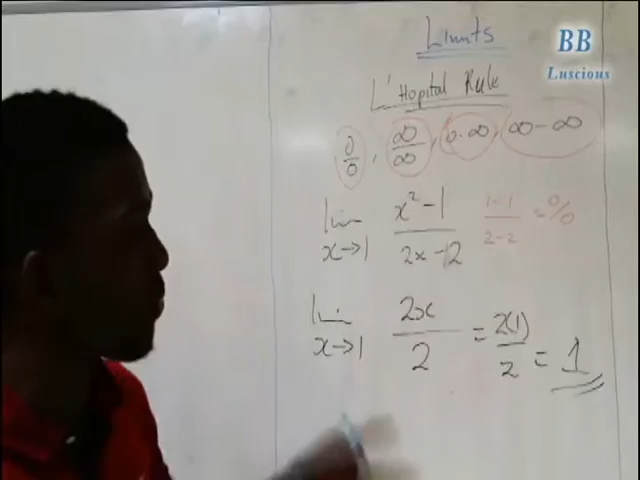 Limits
BB
Luscious
L'Hopital Rule
0/0, ∞/∞, 0·∞, ∞-∞
lim x→1 x²-1 / 2x-12 1-1 / 2-2 = 0/0
lim x→1 2x / 2 = 2(1) / 2 = 1